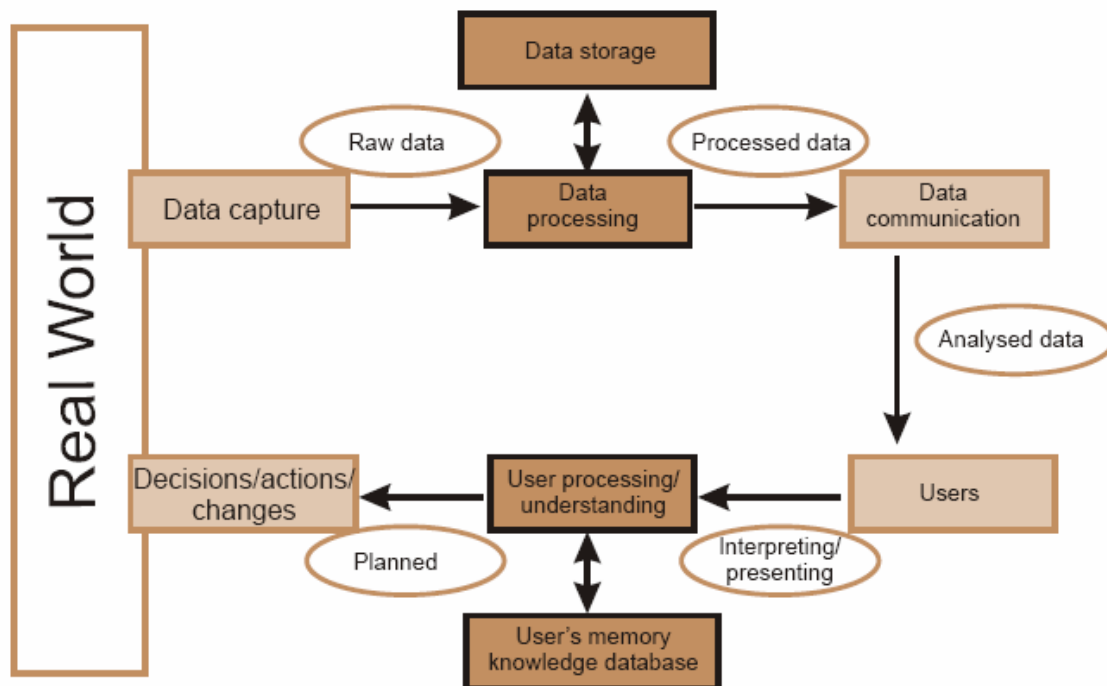 Data storage
Raw data
Processed data
Data capture
Data
processing
Data
communication
Real World
Analysed data
Decisions/actions/
changes
User processing/
understanding
Users
Planned
Interpreting/
presenting
User's memory
knowledge database